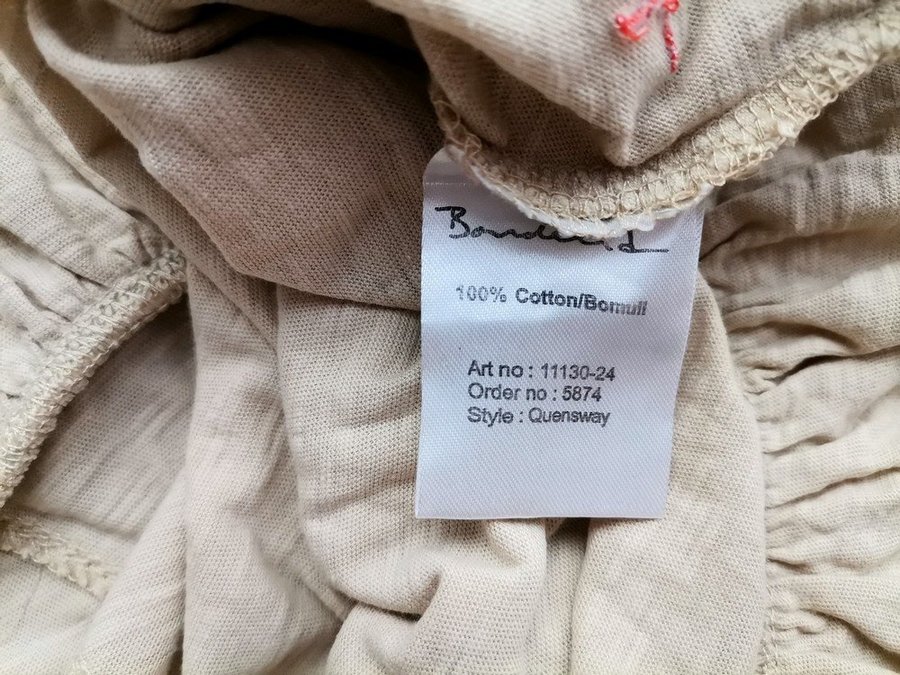 100% Cotton/Bomull
Art no : 11130-24
Order no : 5874
Style : Quensway